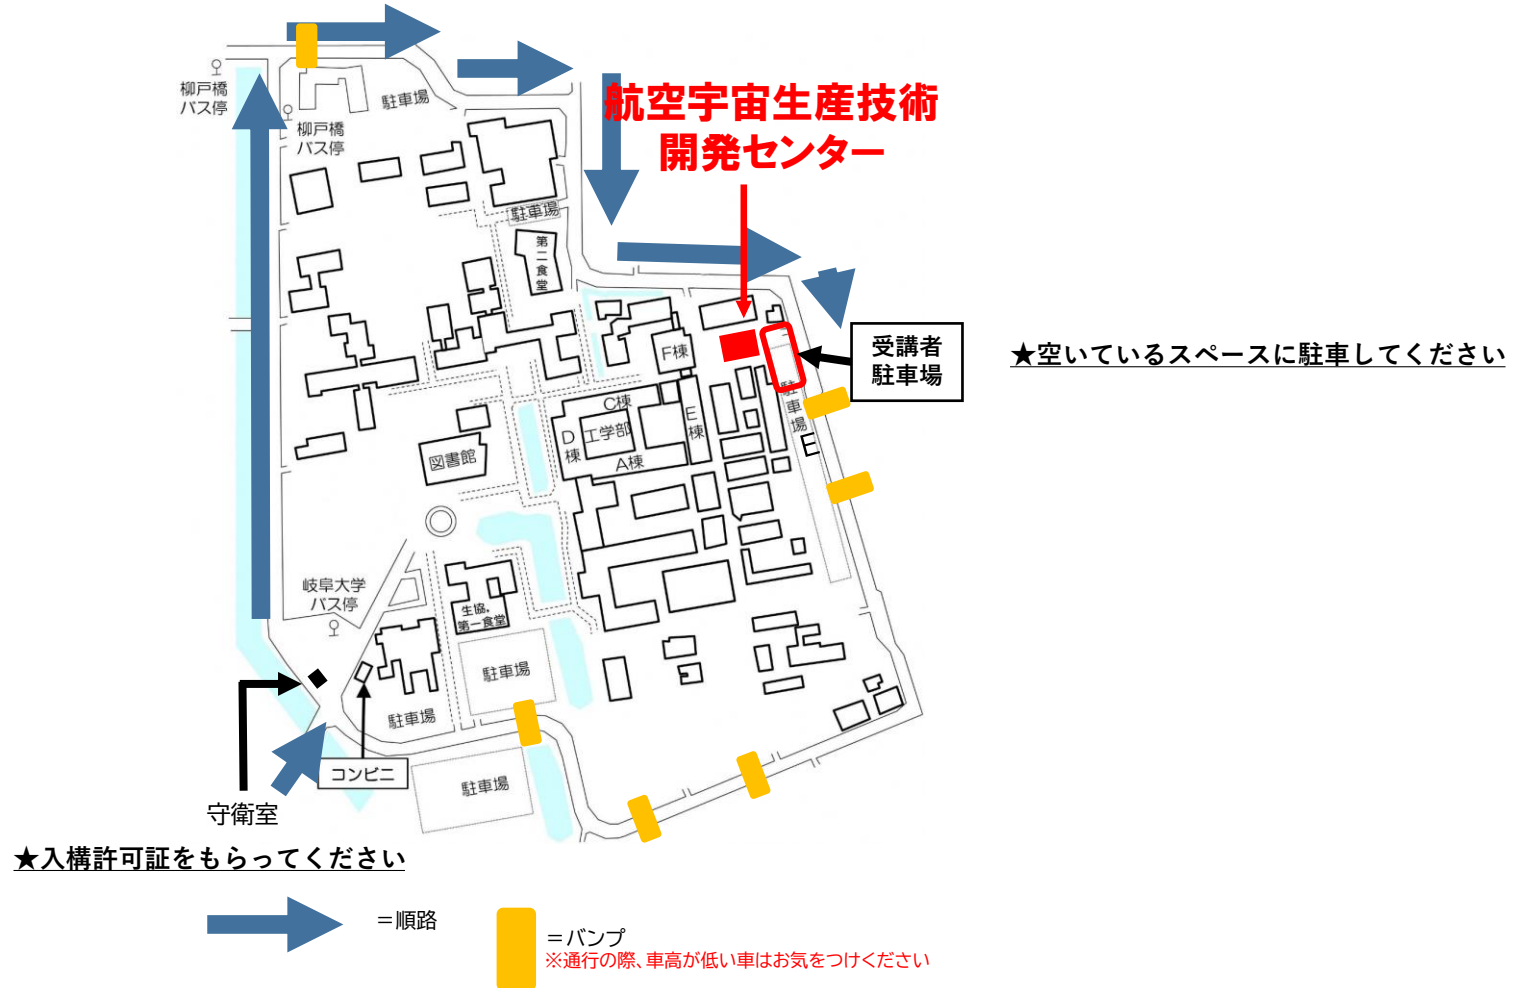 柳戸橋
バス停
柳戸橋
バス停
駐車場
航空宇宙生産技術
開発センター
駐車場
第二食堂
F棟
受講者
駐車場
★空いているスペースに駐車してください
駐車場
C棟
E棟
D棟
工学部
A棟
E
図書館
岐阜大学
バス停
生協.
第一食堂
駐車場
駐車場
コンビニ
駐車場
守衛室
★入構許可証をもらってください
＝順路
＝バンプ
※通行の際、車高が低い車はお気をつけください